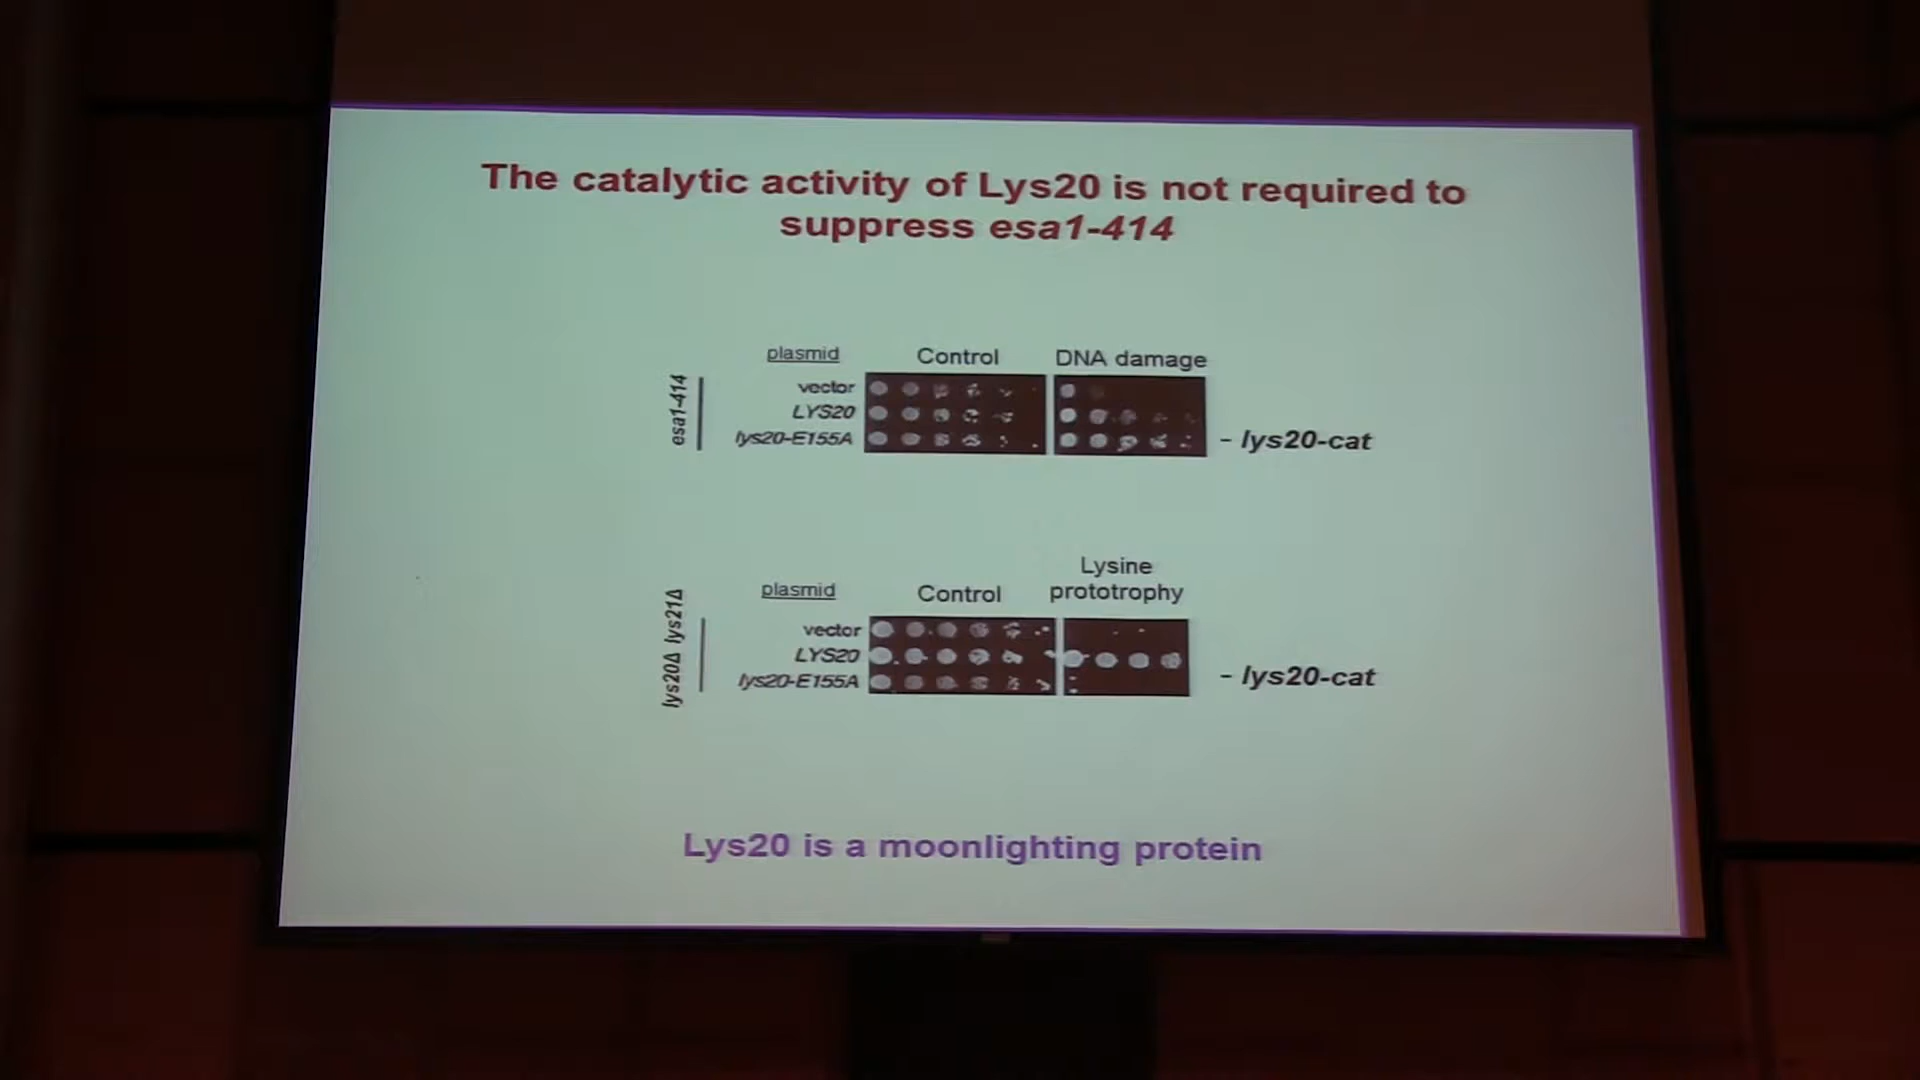 The catalytic activity of Lys20 is not required to
suppress esa1-414
plasmid Control DNA damage
esa1-414
vector
LYS20
lys20-E155A - lys20-cat
Lysine
plasmid Control prototrophy
lys20Δ lys21Δ
vector
LYS20
lys20-E155A - lys20-cat
Lys20 is a moonlighting protein